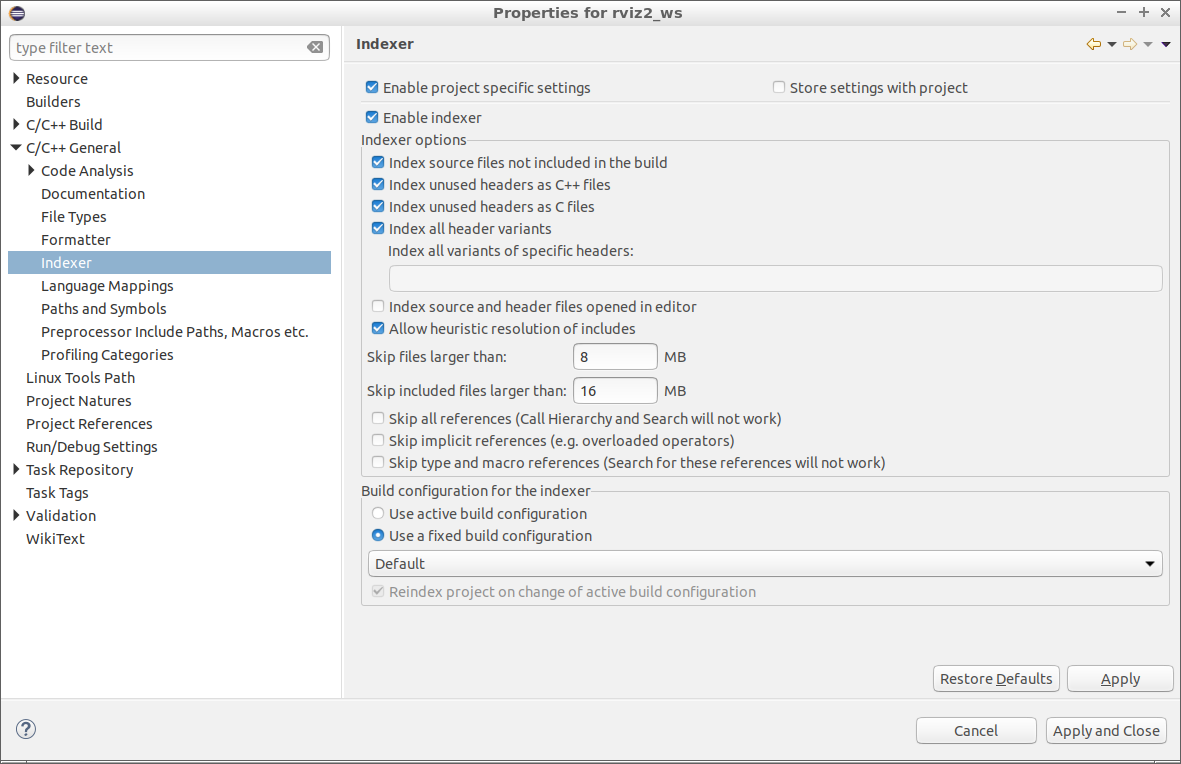 Properties for rviz2_ws
type filter text
Resource
Builders
C/C++ Build
C/C++ General
Code Analysis
Documentation
File Types
Formatter
Indexer
Language Mappings
Paths and Symbols
Preprocessor Include Paths, Macros etc.
Profiling Categories
Linux Tools Path
Project Natures
Project References
Run/Debug Settings
Task Repository
Task Tags
Validation
WikiText
Indexer
Enable project specific settings
Store settings with project
Enable indexer
Indexer options
Index source files not included in the build
Index unused headers as C++ files
Index unused headers as C files
Index all header variants
Index all variants of specific headers:
Index source and header files opened in editor
Allow heuristic resolution of includes
Skip files larger than: 8 MB
Skip included files larger than: 16 MB
Skip all references (Call Hierarchy and Search will not work)
Skip implicit references (e.g. overloaded operators)
Skip type and macro references (Search for these references will not work)
Build configuration for the indexer
Use active build configuration
Use a fixed build configuration
Default
Reindex project on change of active build configuration
Restore Defaults
Apply
?
Cancel
Apply and Close